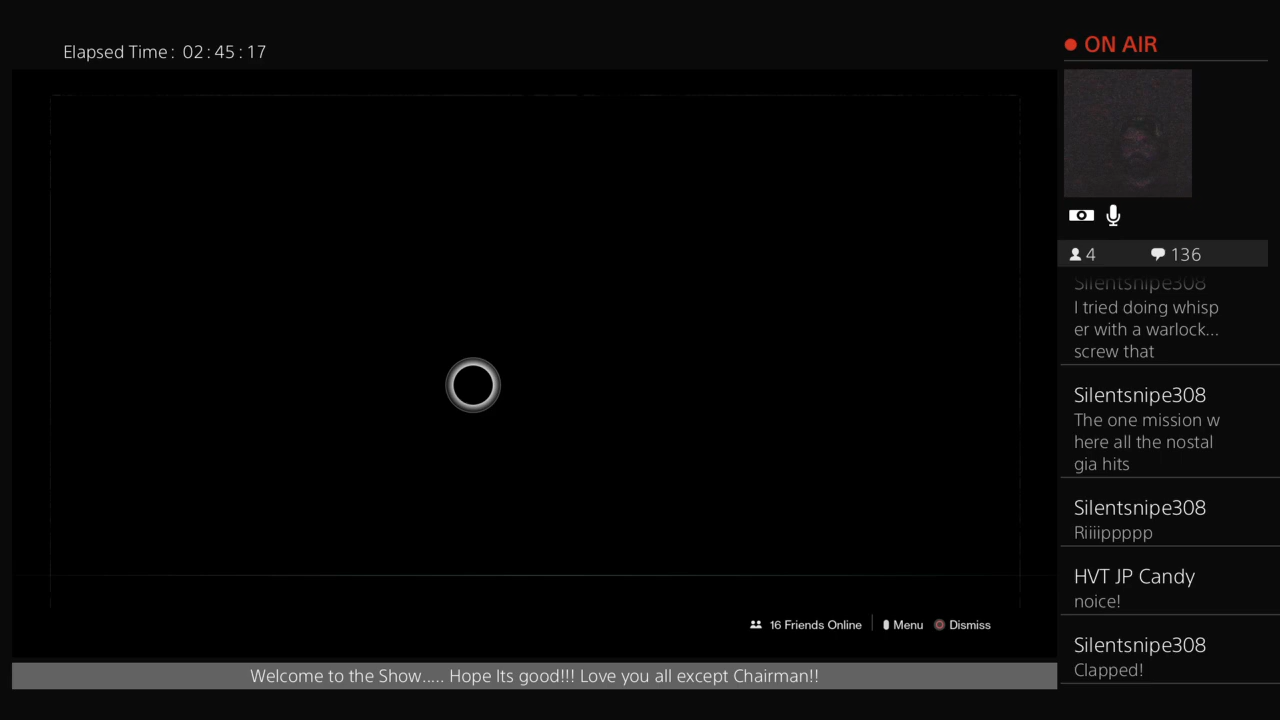 Elapsed Time: 02:45:17
ON AIR
4 136
Silentsnipe308
I tried doing whisp
er with a warlock...
screw that
Silentsnipe308
The one mission w
here all the nostal
gia hits
Silentsnipe308
Riiiippppp
HVT JP Candy
noice!
Silentsnipe308
Clapped!
16 Friends Online Menu Dismiss
Welcome to the Show..... Hope Its good!!! Love you all except Chairman!!